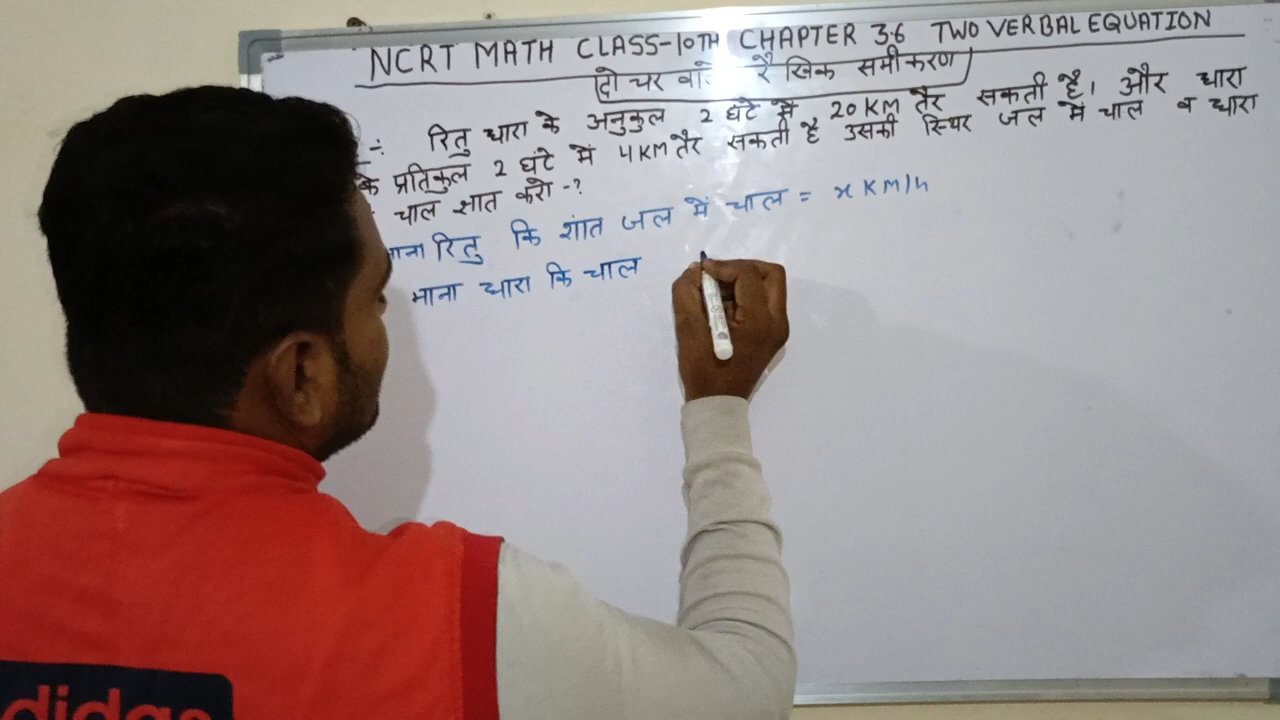 NCRT MATH CLASS-10TH CHAPTER 3.6 TWO VERBAL EQUATION
दो चर वाले रैखिक समीकरण
रितु धारा के अनुकुल 2 घंटे में 20 KM तैर सकती है। और धारा
के प्रतिकुल 2 घंटे में 4 KM तैर सकती है उसकी स्थिर जल में चाल व धारा
चाल ज्ञात करो -?
माना रितु कि शांत जल में चाल = x KM/h
माना धारा कि चाल
didas